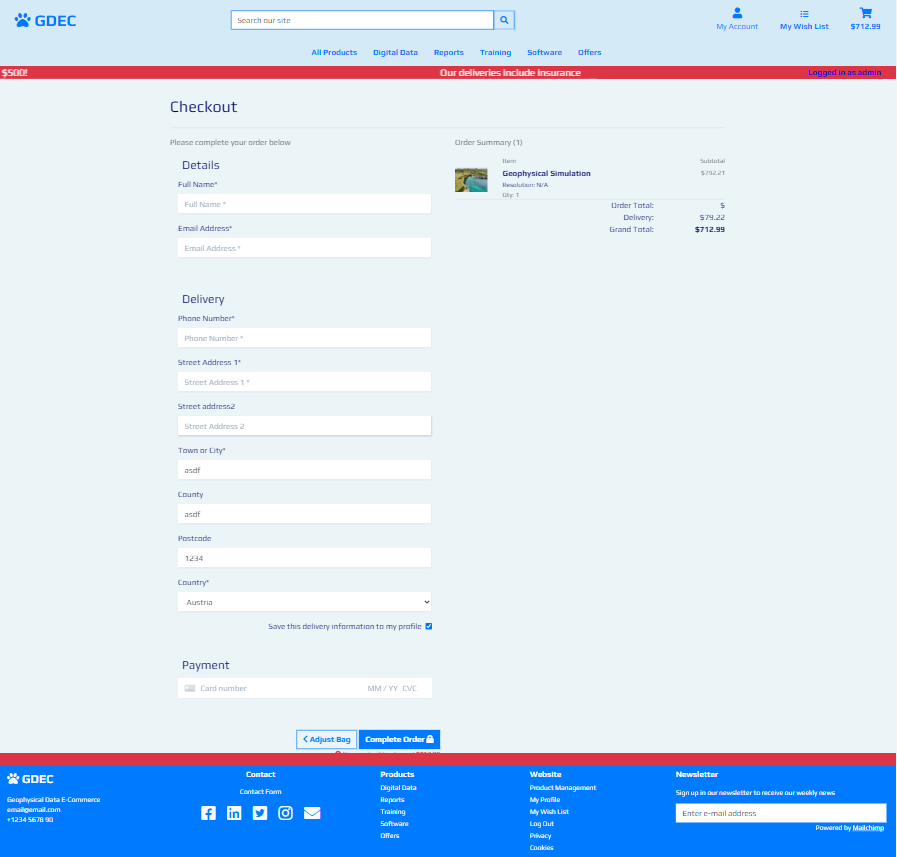 GDEC
Search our site
My Account
My Wish List
$712.99
All Products Digital Data Reports Training Software Offers
$500!
Our deliveries include insurance
Logged in as admin
Checkout
Please complete your order below
Details
Full Name*
Full Name *
Email Address*
Email Address *
Delivery
Phone Number*
Phone Number *
Street Address 1*
Street Address 1 *
Street address2
Street Address 2
Town or City*
asdf
County
asdf
Postcode
1234
Country*
Austria
Save this delivery information to my profile
Payment
Card number MM / YY CVC
Adjust Bag
Complete Order
Order Summary (1)
Item Subtotal
Geophysical Simulation $792.21
Resolution: N/A
Qty: 1
Order Total: $
Delivery: $79.22
Grand Total: $712.99
GDEC
Geophysical Data E-Commerce
email@email.com
+1234 5678 90
Contact
Contact Form
Products
Digital Data
Reports
Training
Software
Offers
Website
Product Management
My Profile
My Wish List
Log Out
Privacy
Cookies
Newsletter
Sign up in our newsletter to receive our weekly news
Enter e-mail address
Powered by Mailchimp